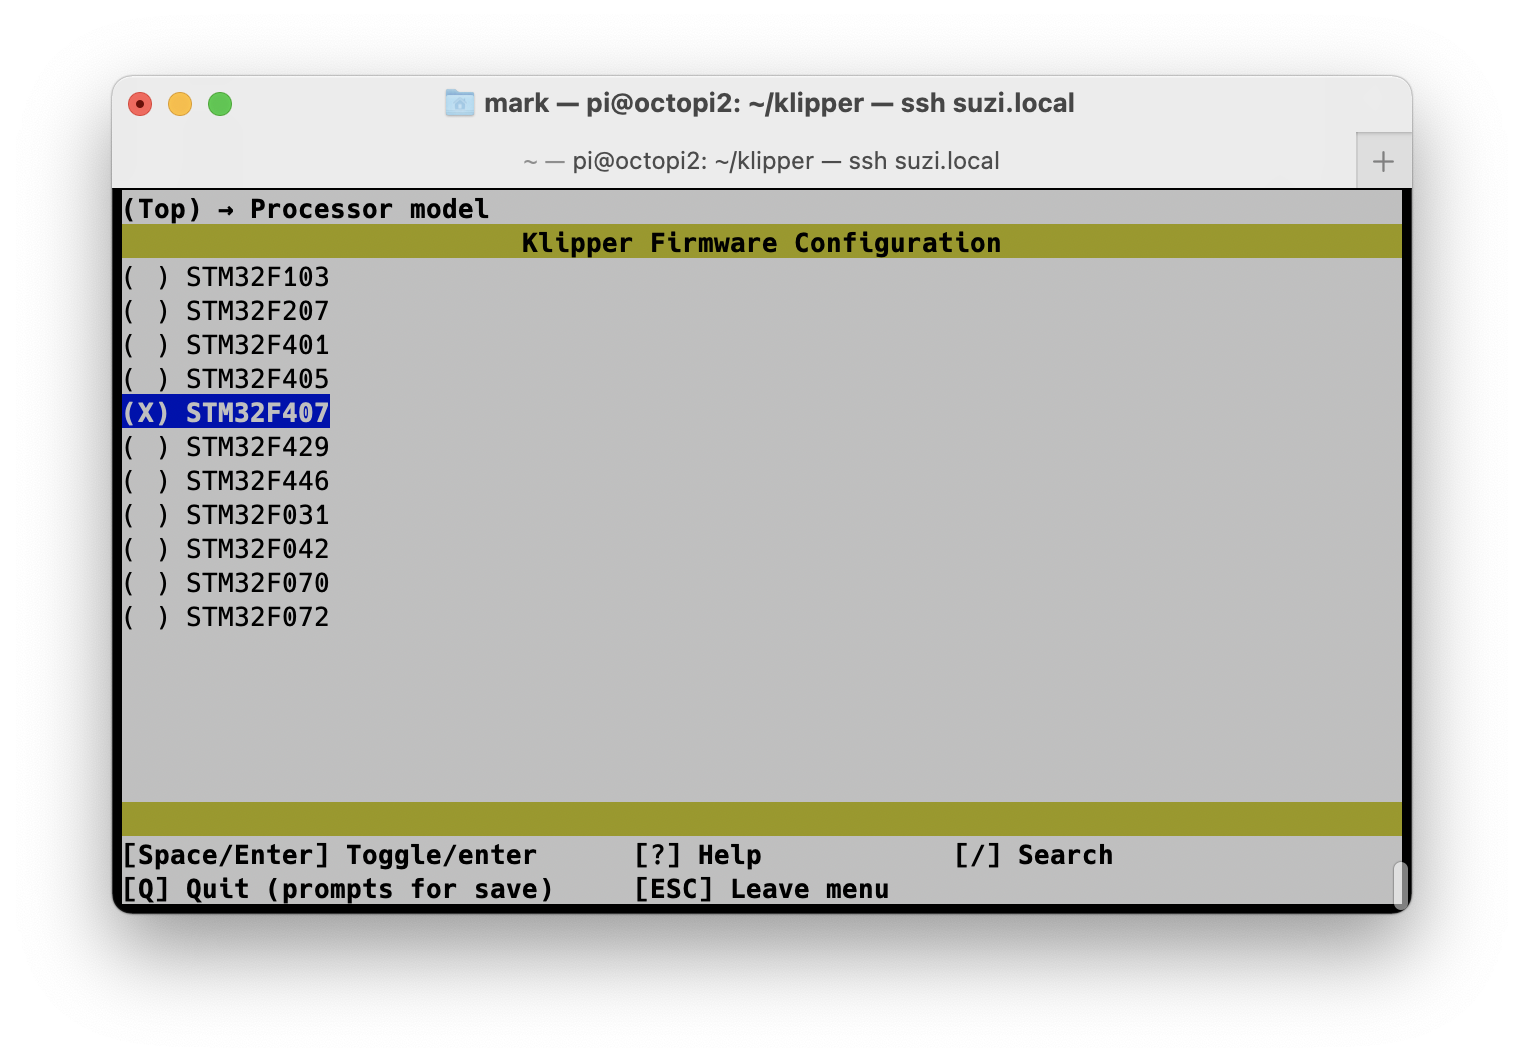 mark — pi@octopi2: ~/klipper — ssh suzi.local
~ — pi@octopi2: ~/klipper — ssh suzi.local
(Top) → Processor model
Klipper Firmware Configuration
( ) STM32F103
( ) STM32F207
( ) STM32F401
( ) STM32F405
(X) STM32F407
( ) STM32F429
( ) STM32F446
( ) STM32F031
( ) STM32F042
( ) STM32F070
( ) STM32F072
[Space/Enter] Toggle/enter [?] Help [/] Search
[Q] Quit (prompts for save) [ESC] Leave menu